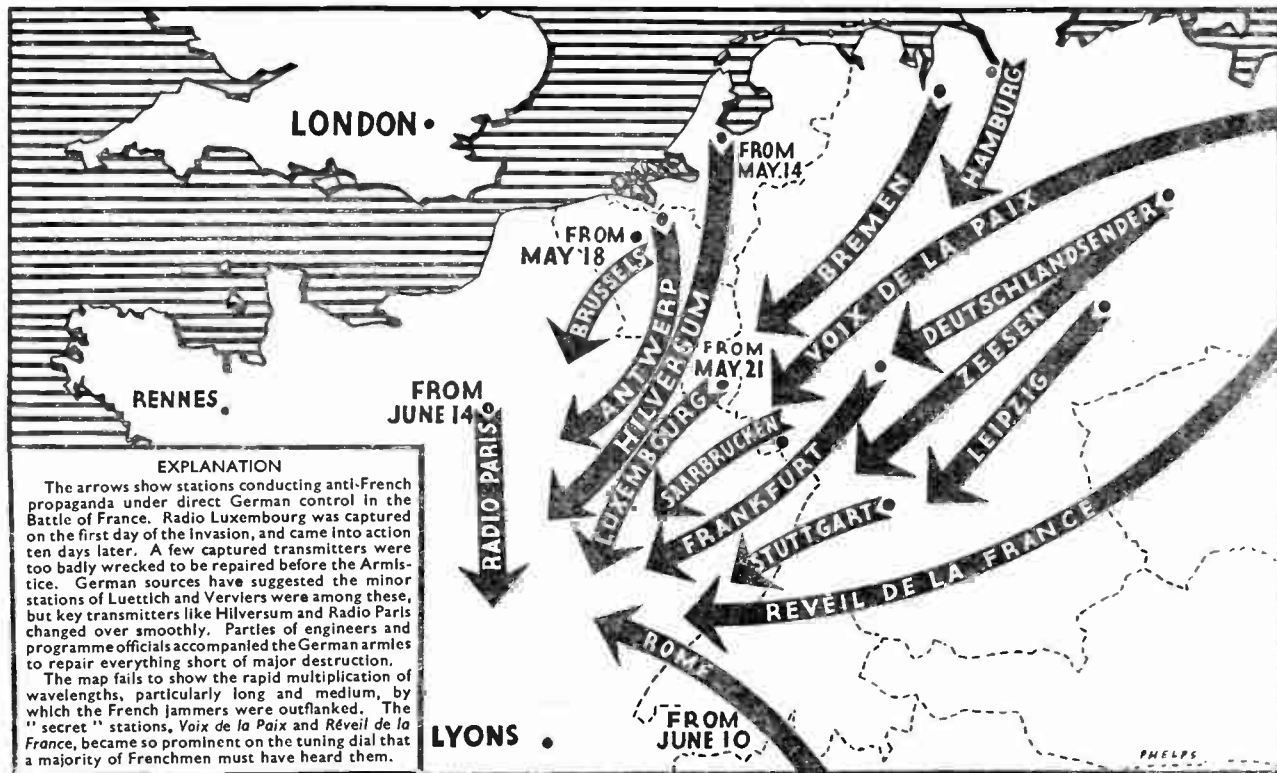 LONDON
FROM
MAY 14
HAMBURG
BREMEN
VOIX DE LA PAIX
DEUTSCHLANDSENDER
ZEESEN
LEIPZIG
FROM
MAY 18
BRUSSELS
ANTWERP
HILVERSUM
FROM
MAY 21
LUXEMBOURG
SAARBRUCKEN
FRANKFURT
STUTTGART
REVEIL DE LA FRANCE
RENNES
FROM
JUNE 14
RADIO PARIS
ROME
FROM
JUNE 10
LYONS
PHELPS
EXPLANATION
The arrows show stations conducting anti-French
propaganda under direct German control in the
Battle of France. Radio Luxembourg was captured
on the first day of the invasion, and came into action
ten days later. A few captured transmitters were
too badly wrecked to be repaired before the Armis-
tice. German sources have suggested the minor
stations of Luettich and Verviers were among these,
but key transmitters like Hilversum and Radio Paris
changed over smoothly. Parties of engineers and
programme officials accompanied the German armies
to repair everything short of major destruction.
The map fails to show the rapid multiplication of
wavelengths, particularly long and medium, by
which the French jammers were outflanked. The
" secret " stations, Voix de la Paix and Réveil de la
France, became so prominent on the tuning dial that
a majority of Frenchmen must have heard them.